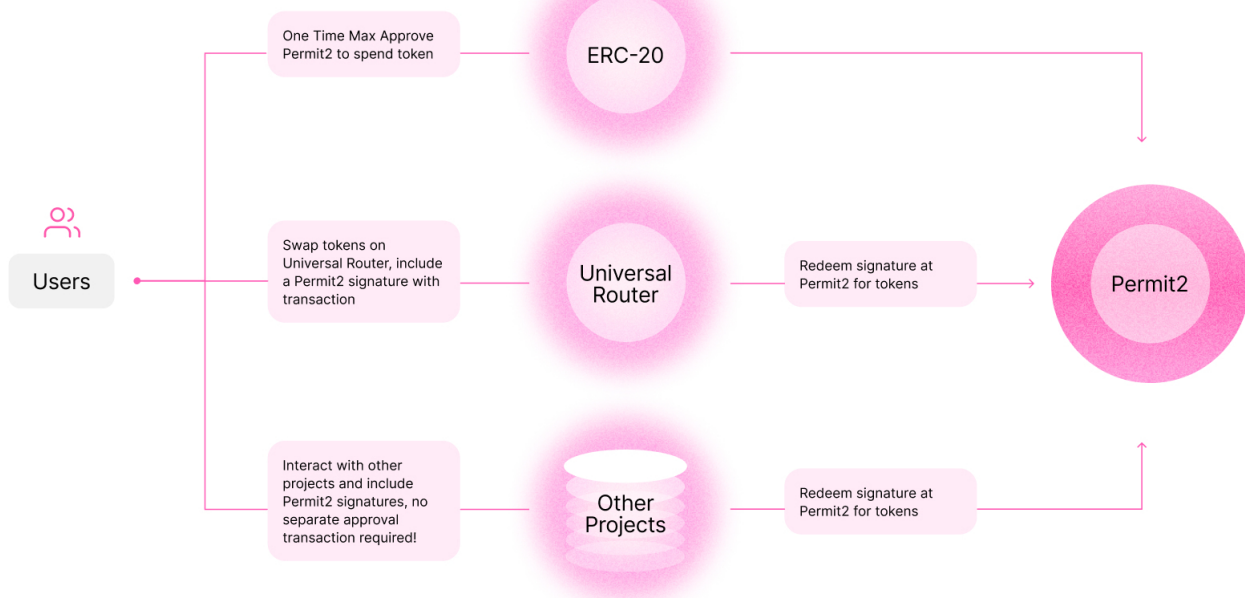 One Time Max Approve
Permit2 to spend token
ERC-20
Users
Swap tokens on
Universal Router, include
a Permit2 signature with
transaction
Universal
Router
Redeem signature at
Permit2 for tokens
Permit2
Interact with other
projects and include
Permit2 signatures, no
separate approval
transaction required!
Other
Projects
Redeem signature at
Permit2 for tokens